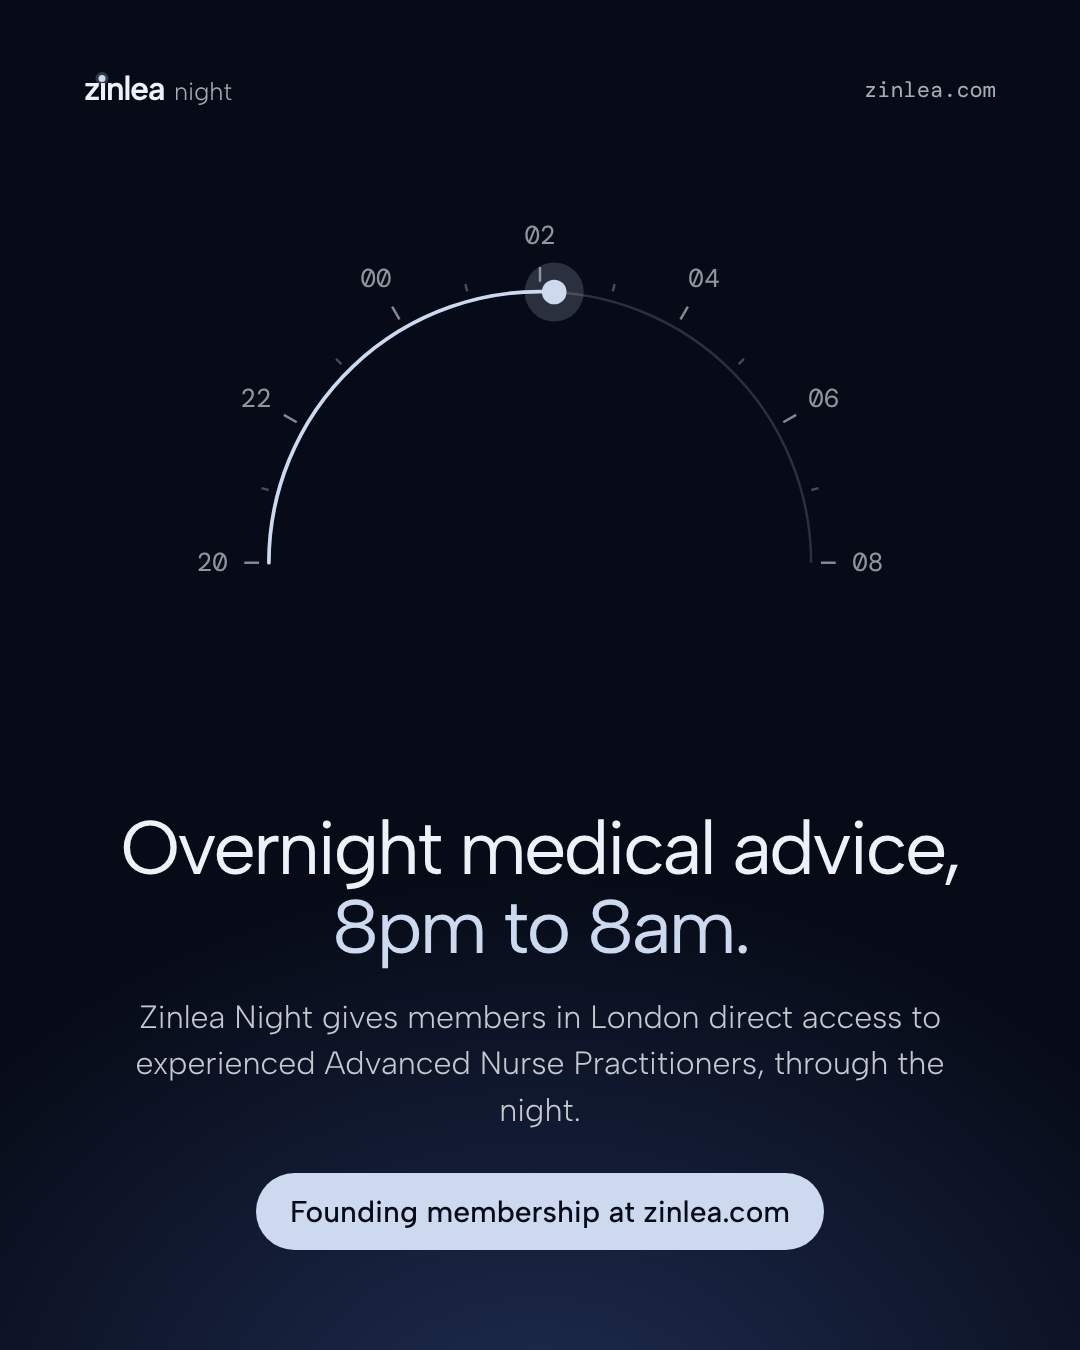 zinlea night
zinlea.com
02
00
04
22
06
20
08
Overnight medical advice,
8pm to 8am.
Zinlea Night gives members in London direct access to
experienced Advanced Nurse Practitioners, through the
night.
Founding membership at zinlea.com